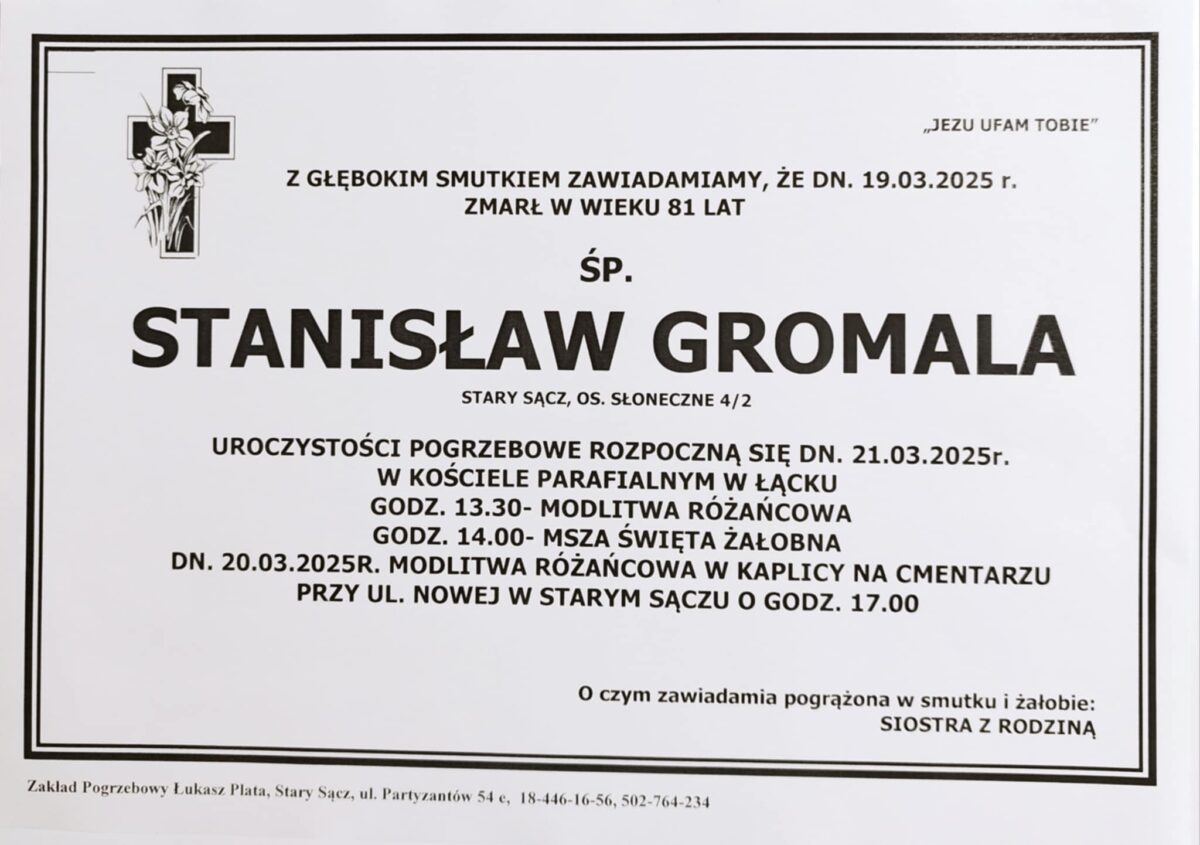 „JEZU UFAM TOBIE”
Z GŁĘBOKIM SMUTKIEM ZAWIADAMIAMY, ŻE DN. 19.03.2025 r.
ZMARŁ W WIEKU 81 LAT
ŚP.
STANISŁAW GROMALA
STARY SĄCZ, OS. SŁONECZNE 4/2
UROCZYSTOŚCI POGRZEBOWE ROZPOCZNĄ SIĘ DN. 21.03.2025r.
W KOŚCIELE PARAFIALNYM W ŁĄCKU
GODZ. 13.30- MODLITWA RÓŻAŃCOWA
GODZ. 14.00- MSZA ŚWIĘTA ŻAŁOBNA
DN. 20.03.2025R. MODLITWA RÓŻAŃCOWA W KAPLICY NA CMENTARZU
PRZY UL. NOWEJ W STARYM SĄCZU O GODZ. 17.00
O czym zawiadamia pogrążona w smutku i żałobie:
SIOSTRA Z RODZINĄ
Zakład Pogrzebowy Łukasz Plata, Stary Sącz, ul. Partyzantów 54 c, 18-446-16-56, 502-764-234